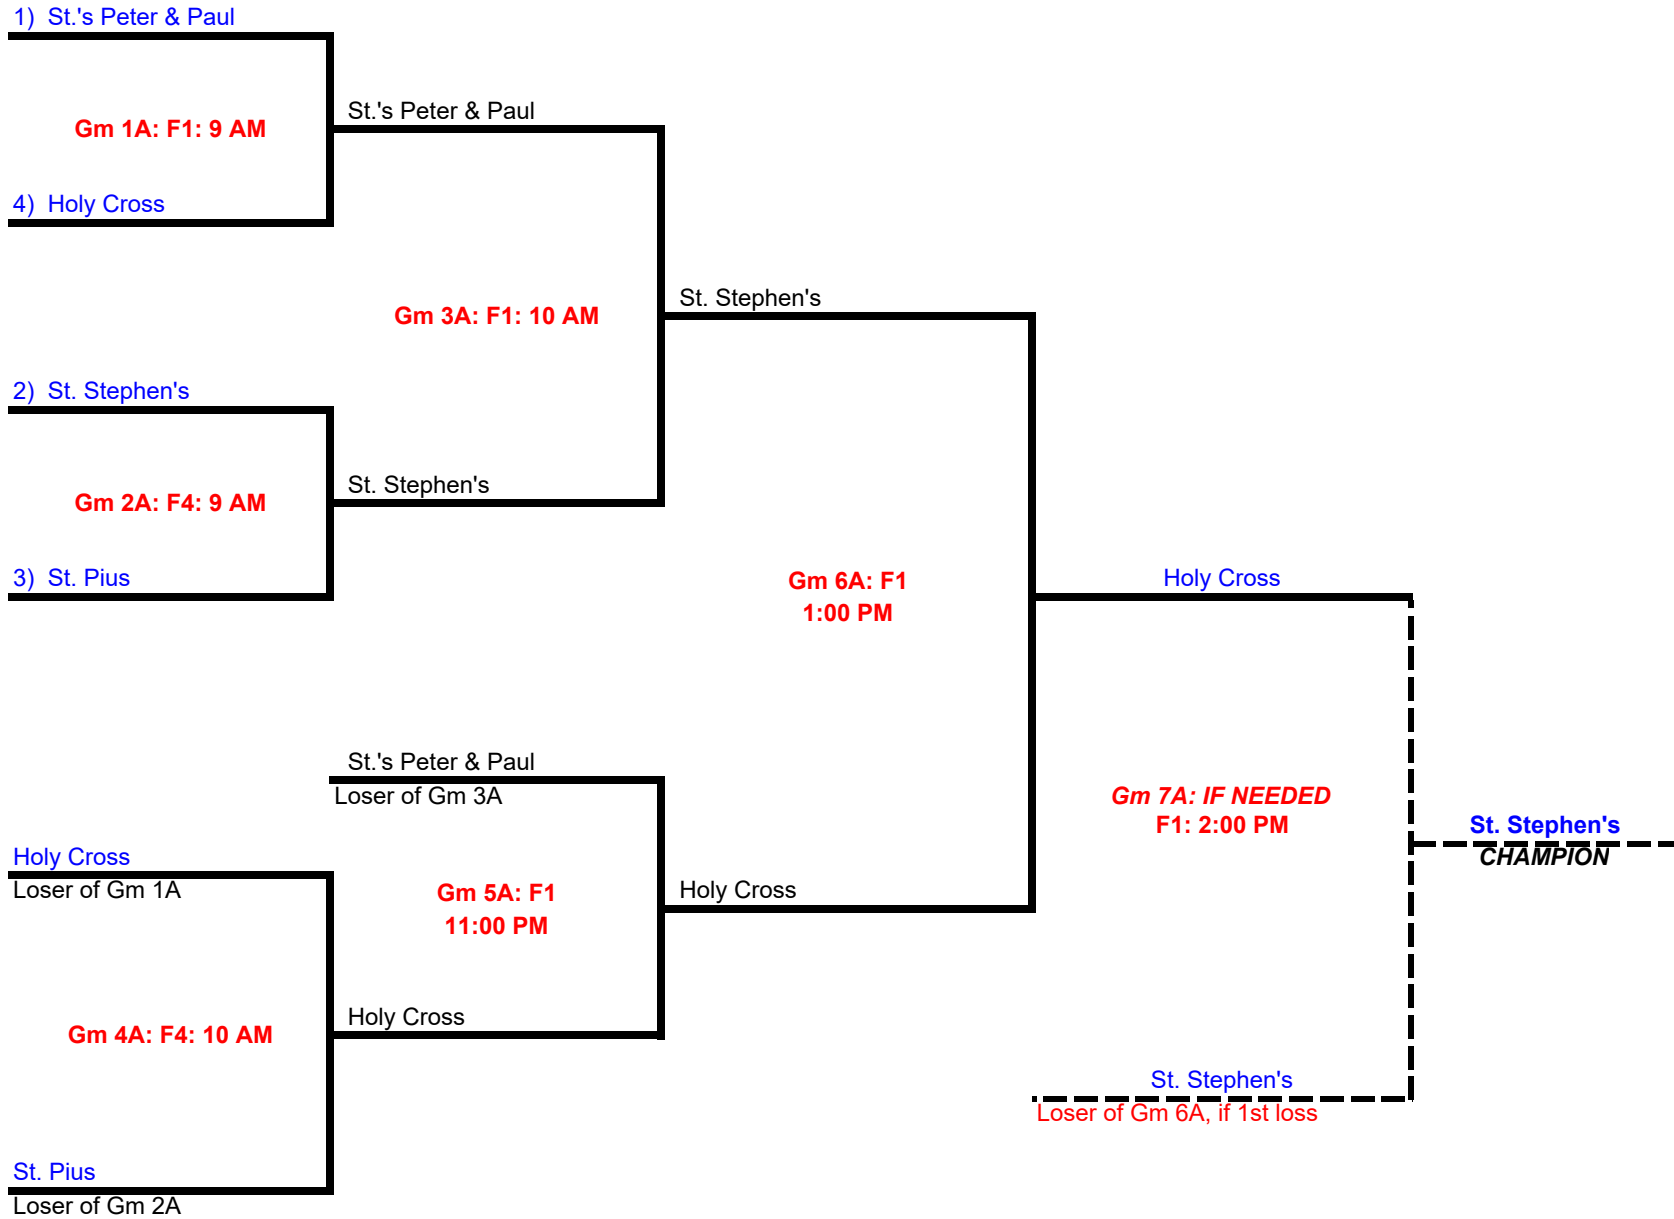 1)  St.'s Peter & Paul
St.'s Peter & Paul
Gm 1A: F1: 9 AM
4)  Holy Cross
St. Stephen's
Gm 3A: F1: 10 AM
2)  St. Stephen's
St. Stephen's
Gm 2A: F4: 9 AM
3)  St. Pius
Gm 6A: F1
1:00 PM
Holy Cross
St.'s Peter & Paul
Loser of Gm 3A
Gm 7A: IF NEEDED
F1: 2:00 PM
St. Stephen's
CHAMPION
Holy Cross
Loser of Gm 1A
Gm 5A: F1
11:00 PM
Holy Cross
Holy Cross
Gm 4A: F4: 10 AM
St. Stephen's
Loser of Gm 6A, if 1st loss
St. Pius
Loser of Gm 2A